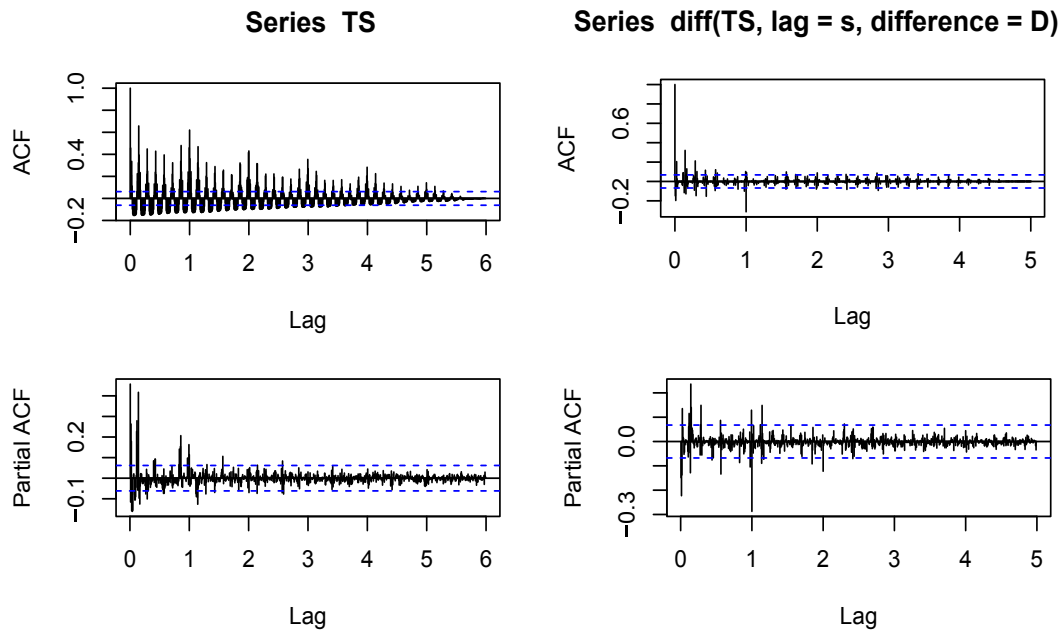 Series TS
ACF
1.0
0.4
−0.2
0 1 2 3 4 5 6
Lag
Series diff(TS, lag = s, difference = D)
ACF
0.6
−0.2
0 1 2 3 4 5
Lag
Partial ACF
0.2
−0.1
0 1 2 3 4 5 6
Lag
Partial ACF
0.0
−0.3
0 1 2 3 4 5
Lag